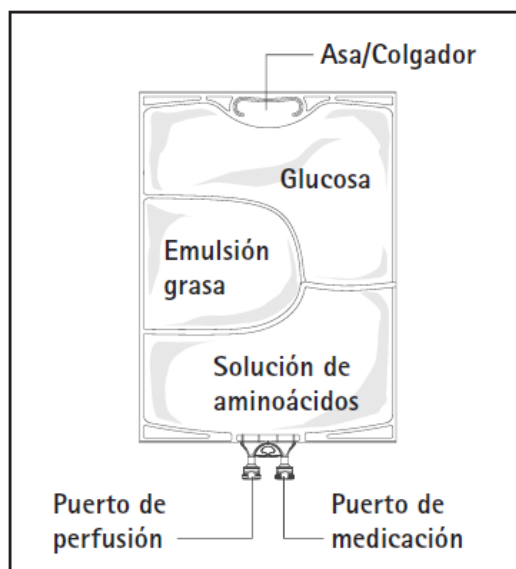 Asa/Colgador
Glucosa
Emulsión
grasa
Solución de
aminoácidos
Puerto de
perfusión
Puerto de
medicación